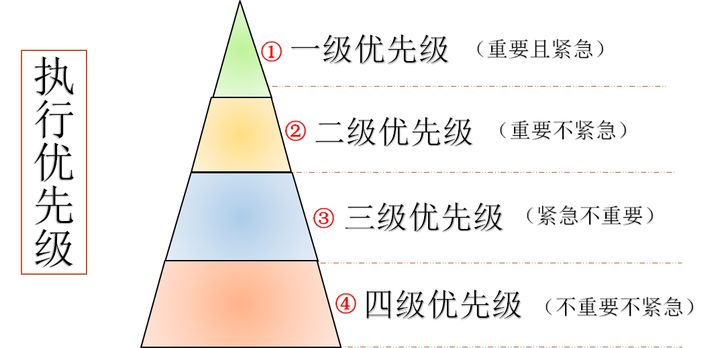 执行优先级
①一级优先级（重要且紧急）
②二级优先级（重要不紧急）
③三级优先级（紧急不重要）
④四级优先级（不重要不紧急）